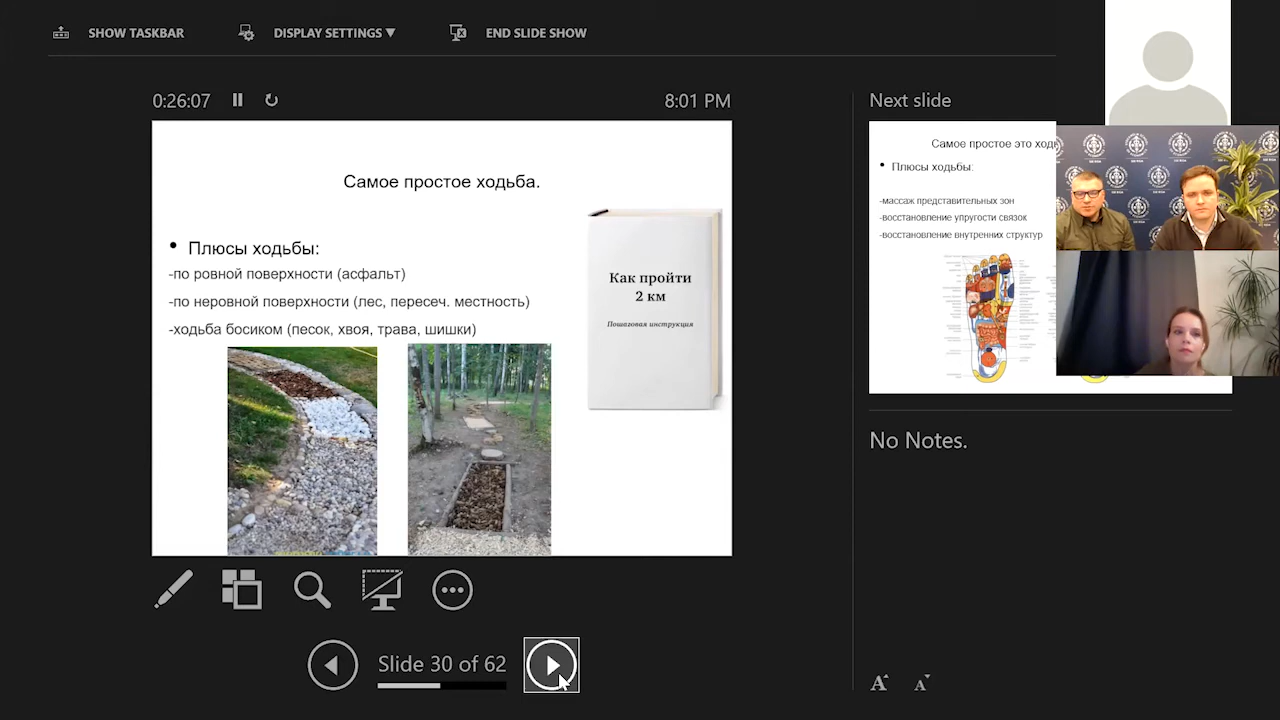 SHOW TASKBAR
DISPLAY SETTINGS ▼
END SLIDE SHOW
0:26:07
8:01 PM
Самое простое ходьба.
• Плюсы ходьбы:
-по ровной поверхности (асфальт)
-по неровной поверхности (пес, пересеч. местность)
-ходьба босиком (песок, хвоя, трава, шишки)
Как пройти
2 км
Пошаговая инструкция
Slide 30 of 62
Next slide
Самое простое это
• Плюсы ходьбы:
-массаж представительных зон
-восстановление упругости связок
-восстановление внутренних структур
No Notes.
A
A